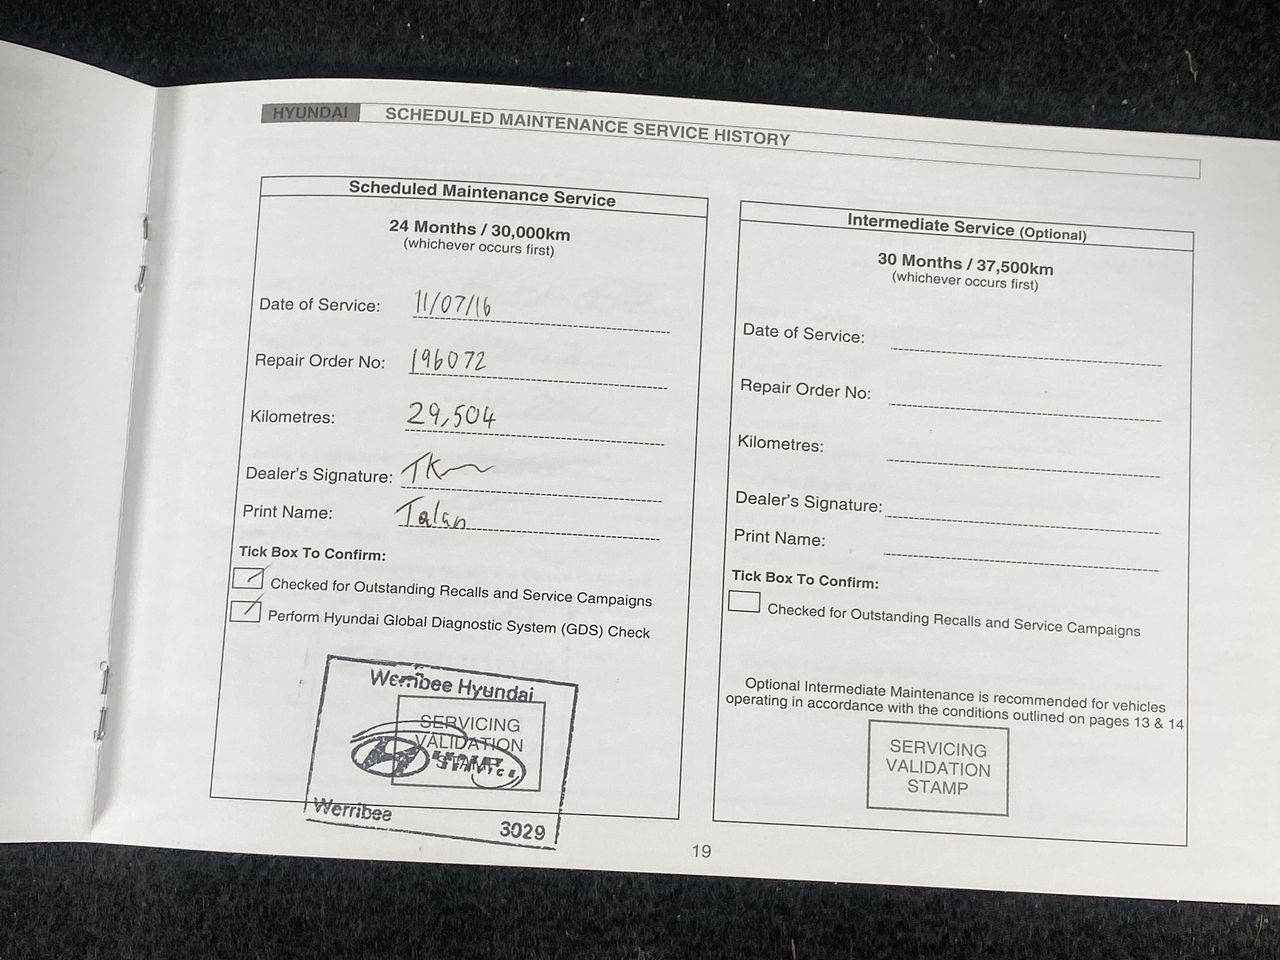 HYUNDAI SCHEDULED MAINTENANCE SERVICE HISTORY
Scheduled Maintenance Service
24 Months / 30,000km
(whichever occurs first)
Date of Service: 11/07/16
Repair Order No: 196072
Kilometres: 29,504
Dealer's Signature:
Print Name: Talan
Tick Box To Confirm:
Checked for Outstanding Recalls and Service Campaigns
Perform Hyundai Global Diagnostic System (GDS) Check
Werribee Hyundai
SERVICING
VALIDATION
STAMP
Werribee 3029
Intermediate Service (Optional)
30 Months / 37,500km
(whichever occurs first)
Date of Service:
Repair Order No:
Kilometres:
Dealer's Signature:
Print Name:
Tick Box To Confirm:
Checked for Outstanding Recalls and Service Campaigns
Optional Intermediate Maintenance is recommended for vehicles
operating in accordance with the conditions outlined on pages 13 & 14
SERVICING
VALIDATION
STAMP
19